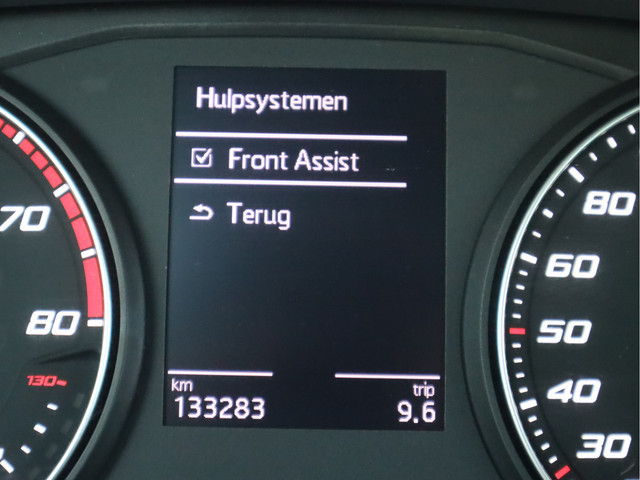 Hulpsystemen
Front Assist
Terug
km
133283
trip
9.6
70
80
130
80
60
50
40
30